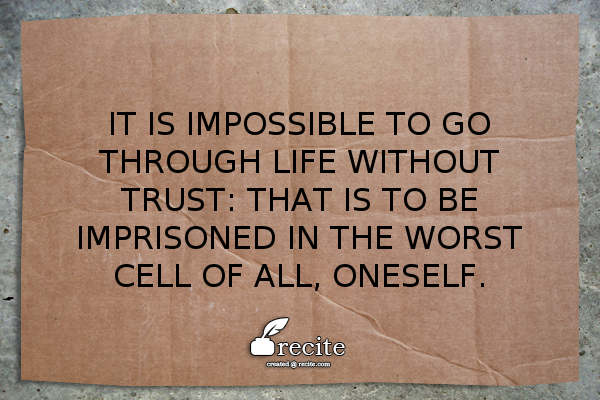 IT IS IMPOSSIBLE TO GO
THROUGH LIFE WITHOUT
TRUST: THAT IS TO BE
IMPRISONED IN THE WORST
CELL OF ALL, ONESELF.
recite
created @ recite.com